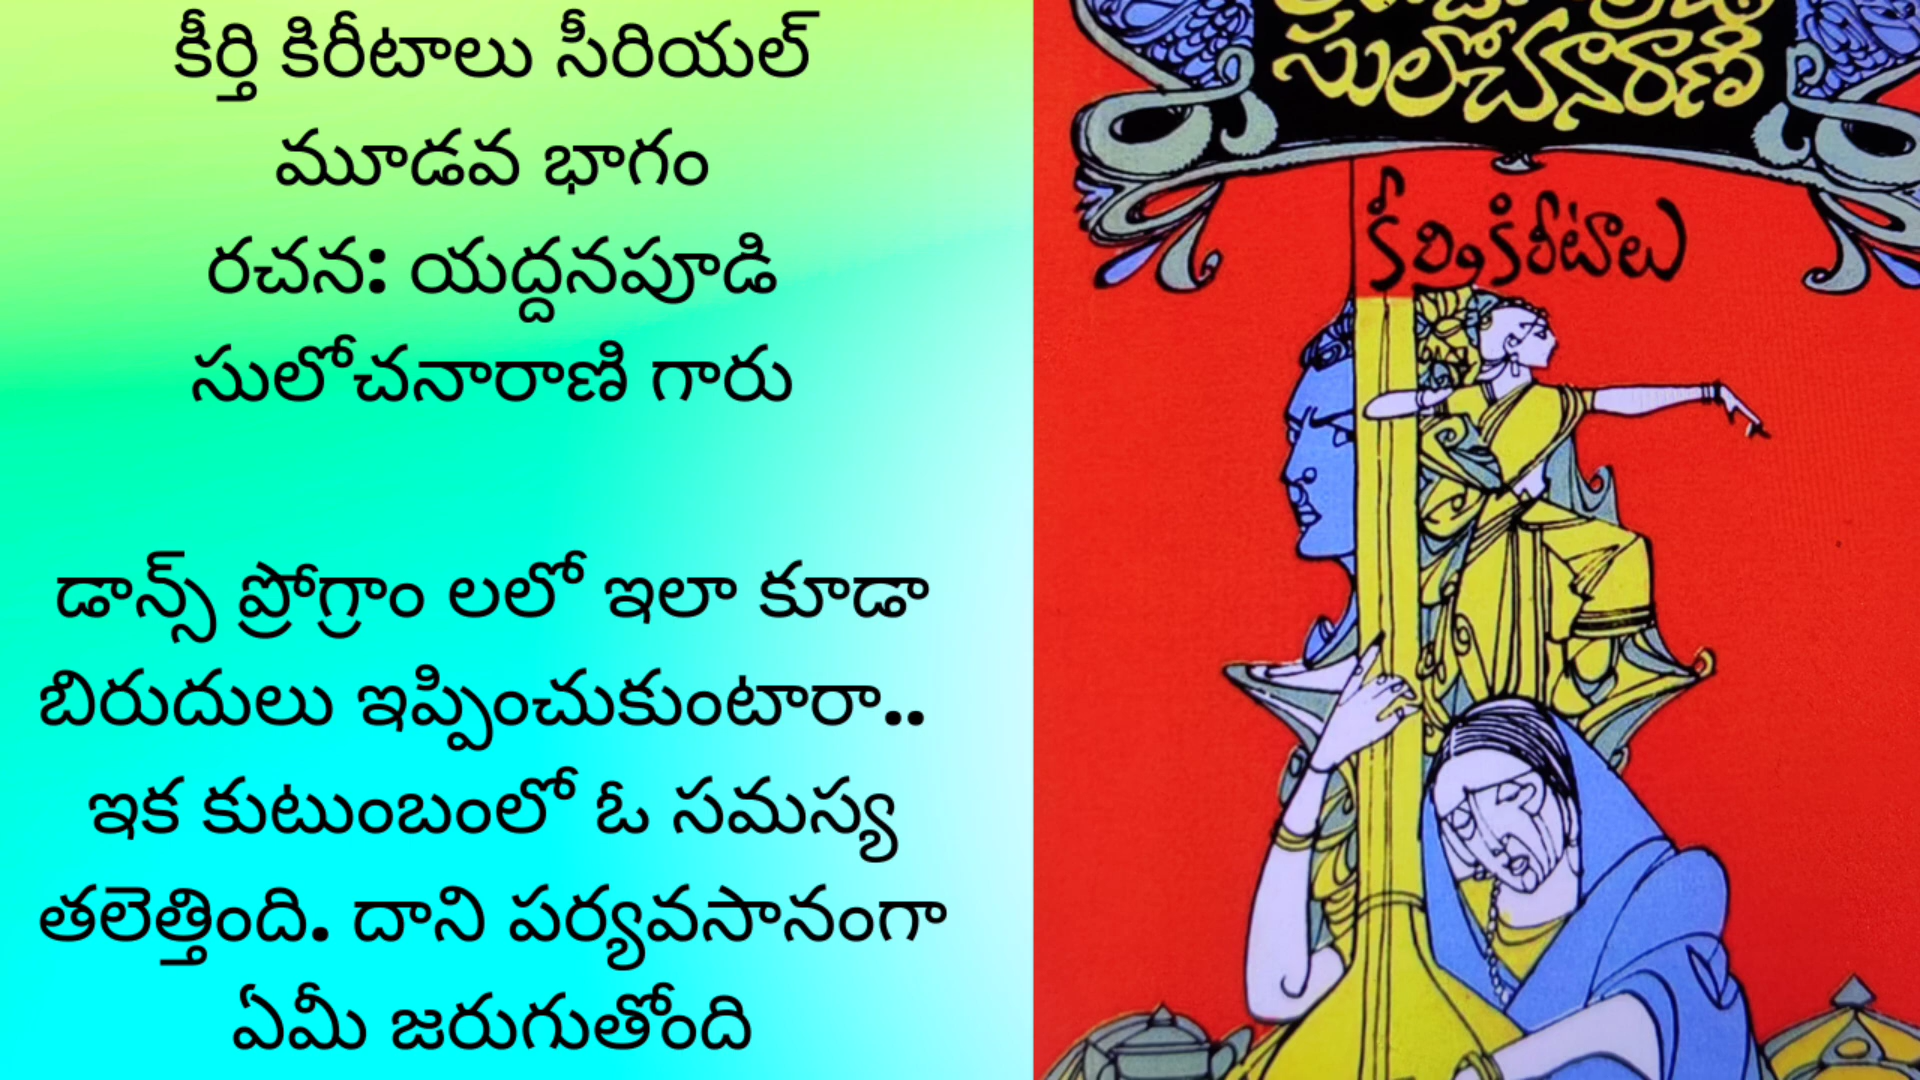 కీర్తి కిరీటాలు సీరియల్
మూడవ భాగం
రచన: యద్దనపూడి
సులోచనారాణి గారు
డాన్స్ ప్రోగ్రాం లలో ఇలా కూడా
బిరుదులు ఇప్పించుకుంటారా..
ఇక కుటుంబంలో ఓ సమస్య
తలెత్తింది. దాని పర్యవసానంగా
ఏమీ జరుగుతోంది
సులోచనారాణి
కీర్తికిరీటాలు